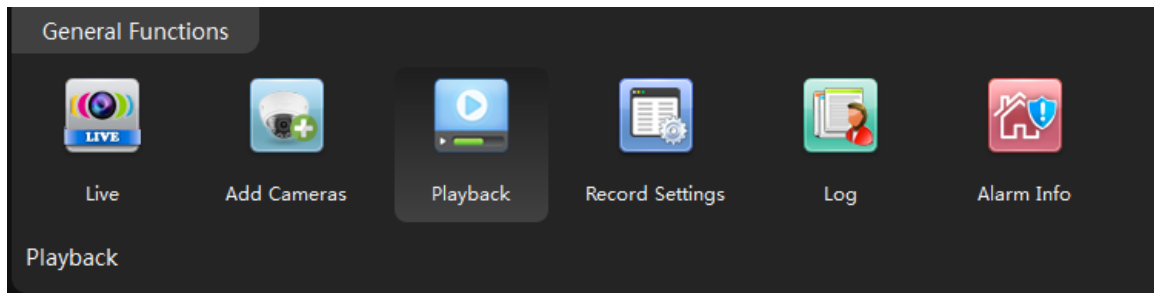 General Functions
LIVE
Live Add Cameras Playback Record Settings Log Alarm Info
Playback